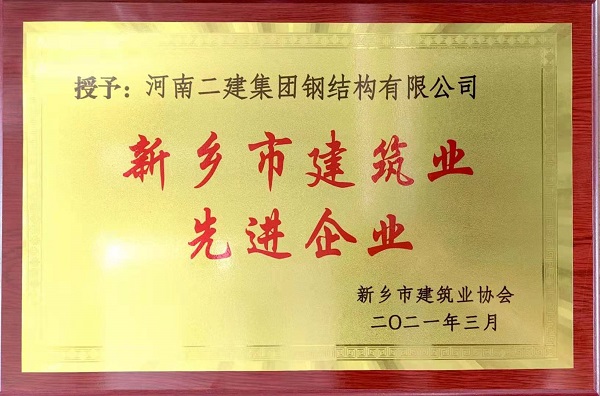 授予：河南二建集团钢结构有限公司
新乡市建筑业
先进企业
新乡市建筑业协会
二〇二一年三月